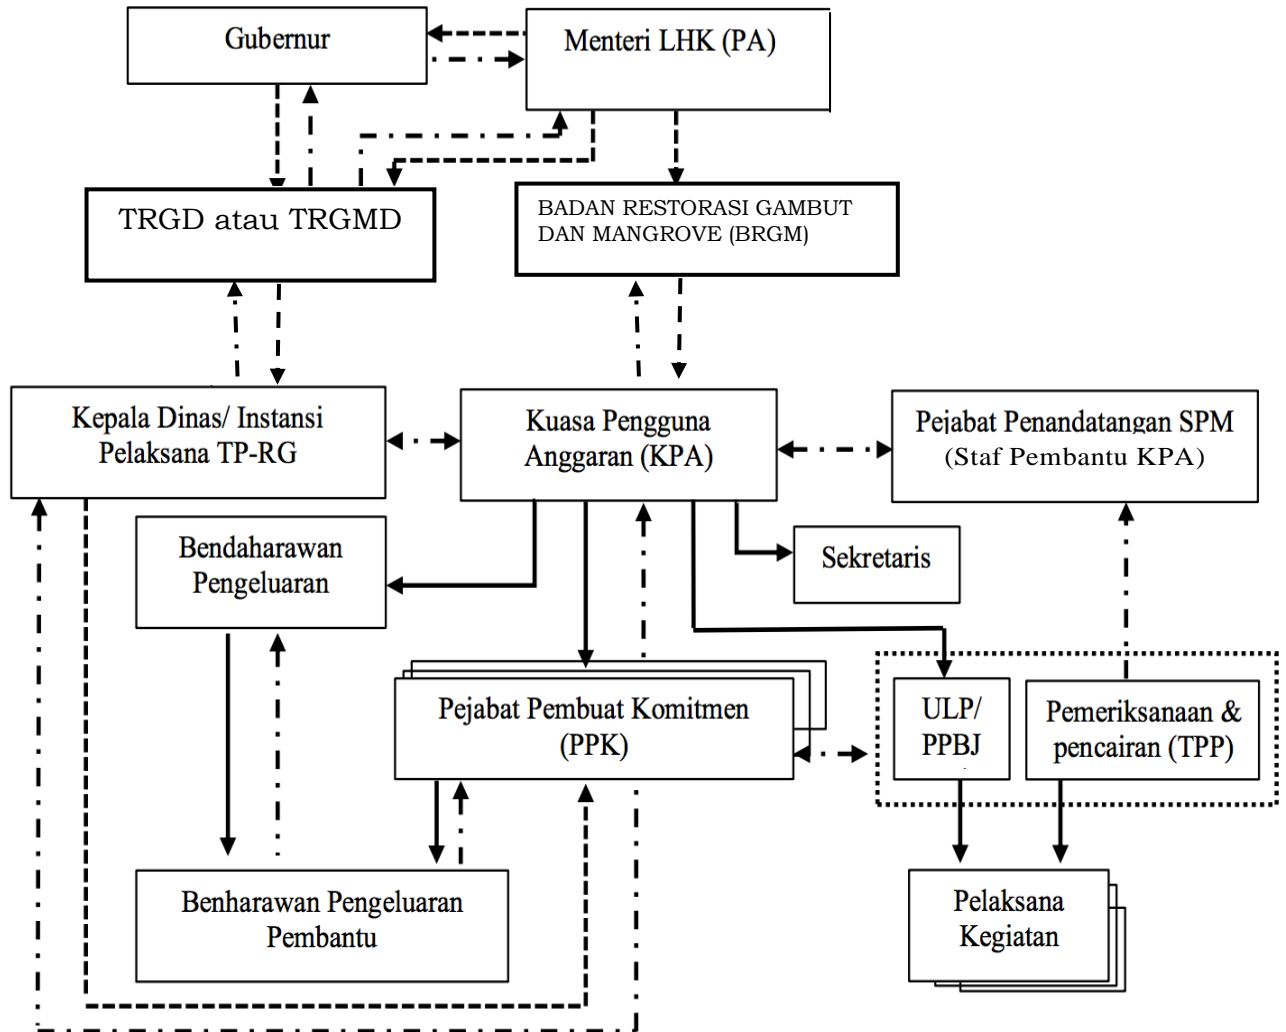 Gubernur
Menteri LHK (PA)
TRGD atau TRGMD
BADAN RESTORASI GAMBUT
DAN MANGROVE (BRGM)
Kepala Dinas/ Instansi
Pelaksana TP-RG
Kuasa Pengguna
Anggaran (KPA)
Pejabat Penandatangan SPM
(Staf Pembantu KPA)
Bendaharawan
Pengeluaran
Sekretaris
Pejabat Pembuat Komitmen
(PPK)
ULP/
PPBJ
Pemeriksanaan &
pencairan (TPP)
Benharawan Pengeluaran
Pembantu
Pelaksana
Kegiatan